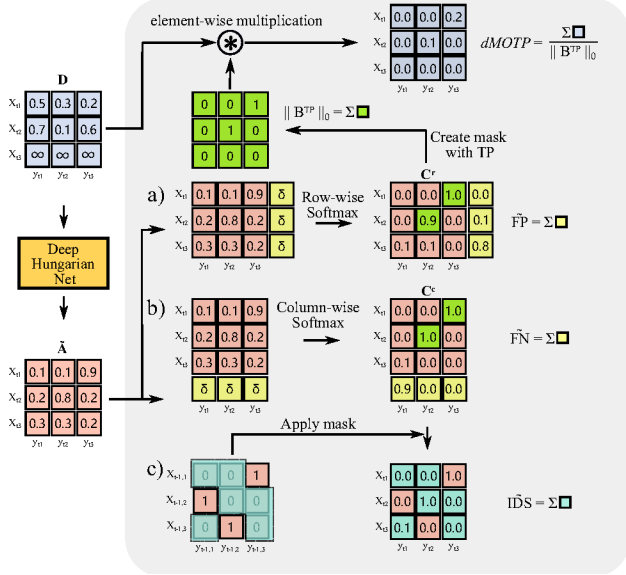 element-wise multiplication
X_t1 0.0 0.0 0.2
X_t2 0.0 0.1 0.0
X_t3 0.0 0.0 0.0
y_t1 y_t2 y_t3
dMOTP = Σ / || B^TP ||_0
D
X_t1 0.5 0.3 0.2
X_t2 0.7 0.1 0.6
X_t3 ∞ ∞ ∞
y_t1 y_t2 y_t3
0 0 1
0 1 0
0 0 0
|| B^TP ||_0 = Σ
Create mask
with TP
Deep
Hungarian
Net
Ã
X_t1 0.1 0.1 0.9
X_t2 0.2 0.8 0.2
X_t3 0.3 0.3 0.2
y_t1 y_t2 y_t3
a)
X_t1 0.1 0.1 0.9 δ
X_t2 0.2 0.8 0.2 δ
X_t3 0.3 0.3 0.2 δ
y_t1 y_t2 y_t3
Row-wise
Softmax
C^r
X_t1 0.0 0.0 1.0 0.0
X_t2 0.0 0.9 0.0 0.1
X_t3 0.1 0.1 0.0 0.8
y_t1 y_t2 y_t3
F̃P = Σ
b)
X_t1 0.1 0.1 0.9
X_t2 0.2 0.8 0.2
X_t3 0.3 0.3 0.2
δ δ δ
y_t1 y_t2 y_t3
Column-wise
Softmax
C^c
X_t1 0.0 0.0 1.0
X_t2 0.0 1.0 0.0
X_t3 0.1 0.0 0.0
0.9 0.0 0.0
y_t1 y_t2 y_t3
F̃N = Σ
Apply mask
c)
X_t-1,1 0 0 1
X_t-1,2 1 0 0
X_t-1,3 0 1 0
y_t-1,1 y_t-1,2 y_t-1,3
X_t1 0.0 0.0 1.0
X_t2 0.0 1.0 0.0
X_t3 0.1 0.0 0.0
y_t1 y_t2 y_t3
ID̃S = Σ